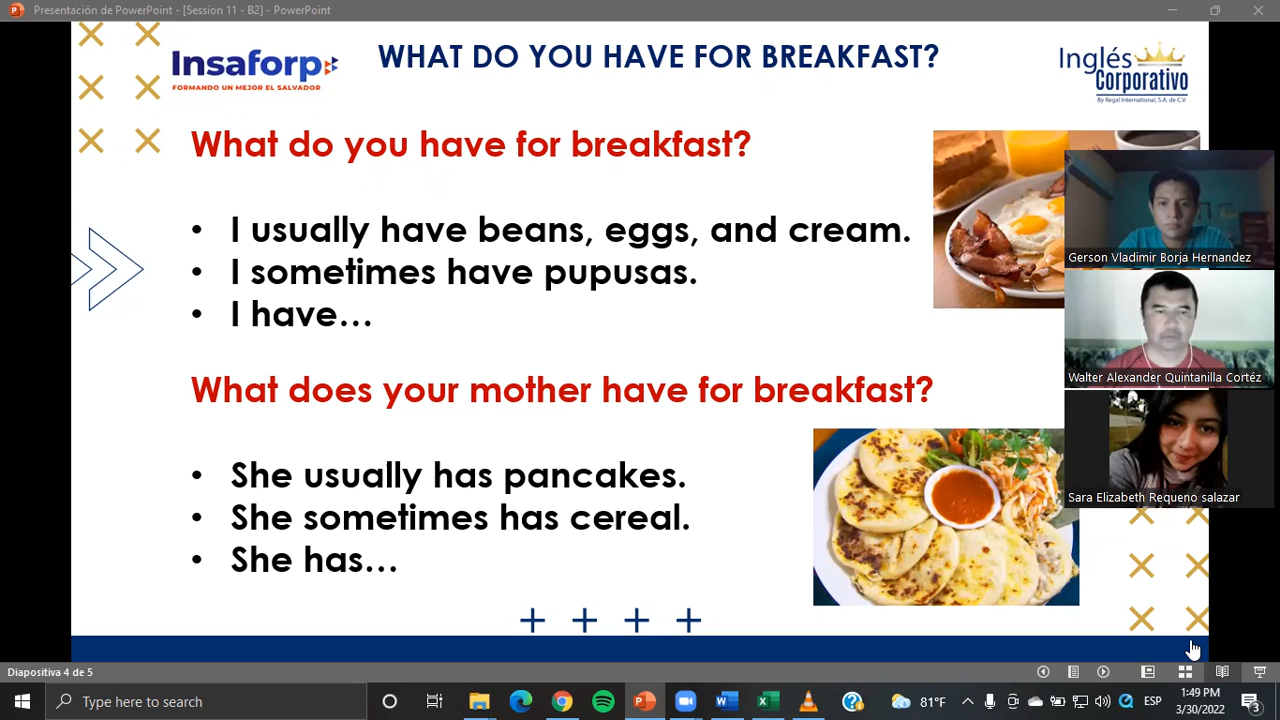 Presentación de PowerPoint - [Session 11 - B2] - PowerPoint
Insaforp
FORMANDO UN MEJOR EL SALVADOR
WHAT DO YOU HAVE FOR BREAKFAST?
Inglés
Corporativo
By Regal International, S.A. de C.V.
What do you have for breakfast?
• I usually have beans, eggs, and cream.
• I sometimes have pupusas.
• I have…
What does your mother have for breakfast?
• She usually has pancakes.
• She sometimes has cereal.
• She has…
Gerson Vladimir Borja Hernandez
Walter Alexander Quintanilla Cortéz
Sara Elizabeth Requeno salazar
Diapositiva 4 de 5
Type here to search
81°F
ESP
1:49 PM
3/30/2022
3